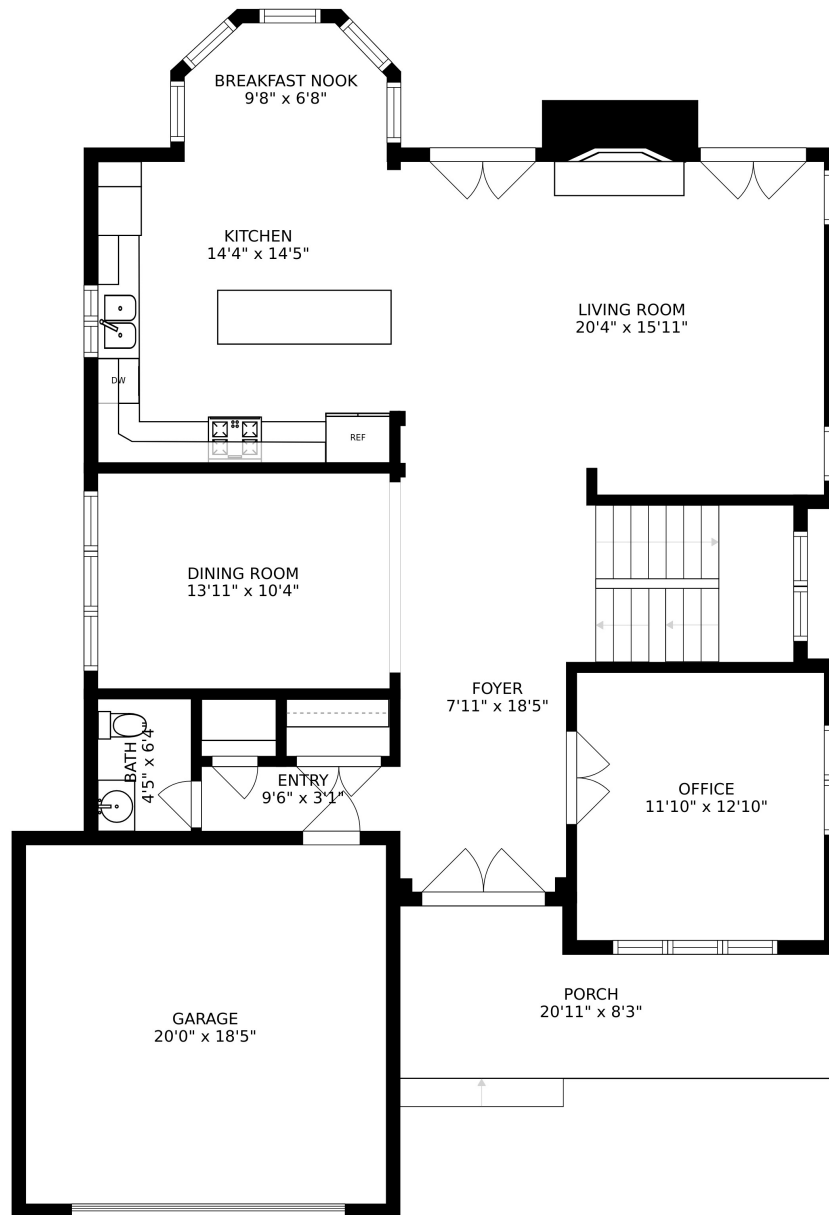 BREAKFAST NOOK
9'8" x 6'8"
KITCHEN
14'4" x 14'5"
LIVING ROOM
20'4" x 15'11"
DW
REF
DINING ROOM
13'11" x 10'4"
FOYER
7'11" x 18'5"
BATH
4'5" x 6'4"
ENTRY
9'6" x 3'1"
OFFICE
11'10" x 12'10"
PORCH
20'11" x 8'3"
GARAGE
20'0" x 18'5"